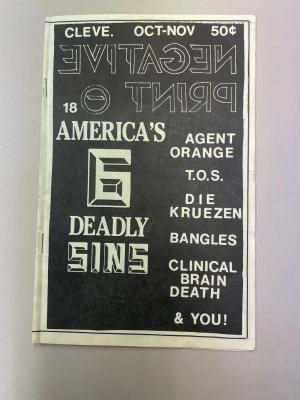 CLEVE. OCT-NOV 50¢
NEGATIVE
PRINT
18
AMERICA'S
6
DEADLY
SINS
AGENT
ORANGE
T.O.S.
DIE
KRUEZEN
BANGLES
CLINICAL
BRAIN
DEATH
& YOU!